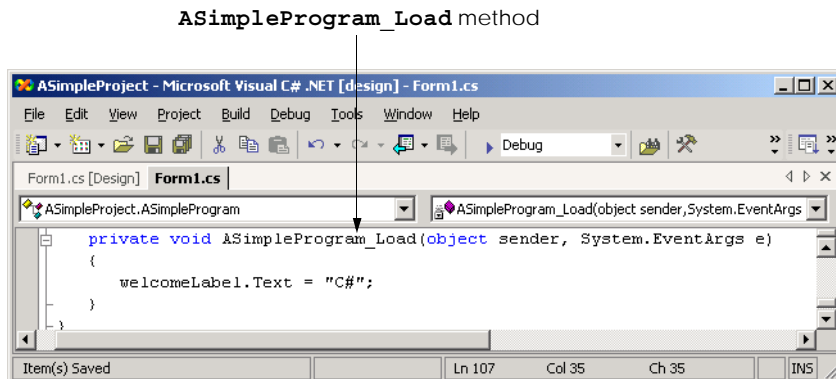 ASimpleProgram_Load method
ASimpleProject - Microsoft Visual C# .NET [design] - Form1.cs
File Edit View Project Build Debug Tools Window Help
Debug
Form1.cs [Design] Form1.cs
ASimpleProject.ASimpleProgram ASimpleProgram_Load(object sender,System.EventArgs
private void ASimpleProgram_Load(object sender, System.EventArgs e)
{
welcomeLabel.Text = "C#";
}
}
Item(s) Saved Ln 107 Col 35 Ch 35 INS